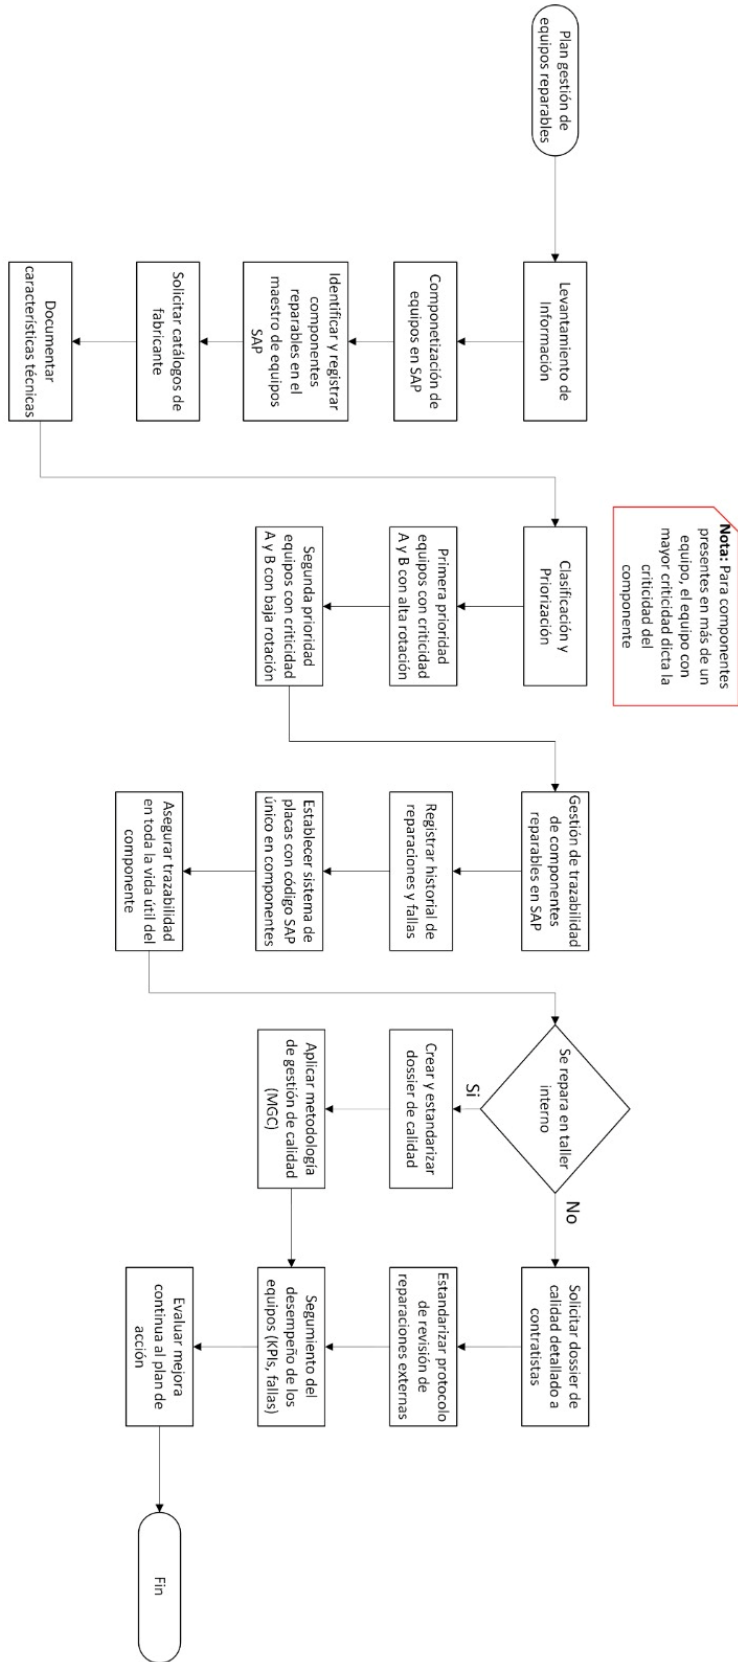 Plan gestión de
equipos reparables
Levantamiento de
Información
Componetización de
equipos en SAP
Identificar y registrar
componentes
reparables en el
maestro de equipos
SAP
Solicitar catálogos de
fabricante
Documentar
características técnicas
Nota: Para componentes
presentes en más de un
equipo, el equipo con
mayor criticidad dicta la
criticidad del
componente
Clasificación y
Priorización
Primera prioridad
equipos con criticidad
A y B con alta rotación
Segunda prioridad
equipos con criticidad
A y B con baja rotación
Gestión de trazabilidad
de componentes
reparables en SAP
Registrar historial de
reparaciones y fallas
Establecer sistema de
placas con código SAP
único en componentes
Asegurar trazabilidad
en toda la vida útil del
componente
Se repara en taller
interno
Si
No
Crear y estandarizar
dossier de calidad
Aplicar metodología
de gestión de calidad
(MGC)
Solicitar dossier de
calidad detallado a
contratistas
Estandarizar protocolo
de revisión de
reparaciones externas
Segumiento del
desempeño de los
equipos (KPIs, fallas)
Evaluar mejora
continua al plan de
acción
Fin